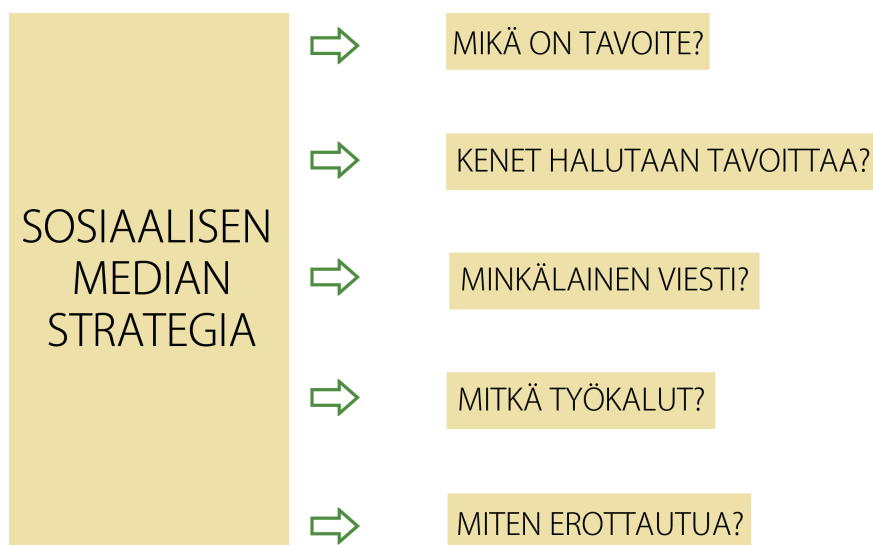 SOSIAALISEN
MEDIAN
STRATEGIA
MIKÄ ON TAVOITE?
KENET HALUTAAN TAVOITTAA?
MINKÄLAINEN VIESTI?
MITKÄ TYÖKALUT?
MITEN EROTTAUTUA?